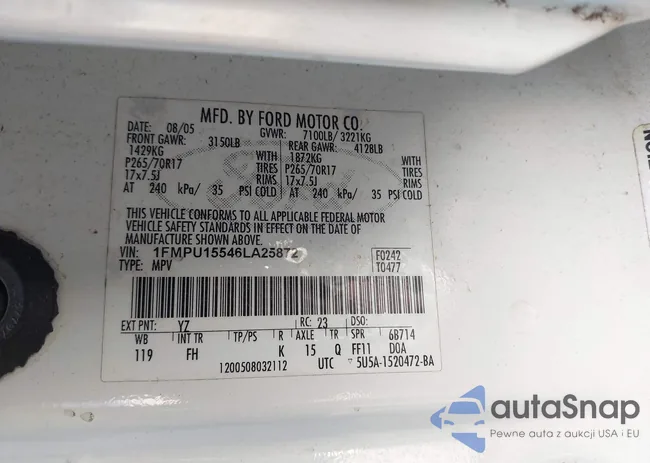 MFD. BY FORD MOTOR CO.
DATE: 08/05 GVWR: 7100LB/ 3221KG
FRONT GAWR: 3150LB REAR GAWR: 4128LB
1429KG WITH 1872KG WITH
P265/70R17 TIRES P265/70R17 TIRES
17x7.5J RIMS 17x7.5J RIMS
AT 240 kPa/ 35 PSI COLD AT 240 kPa/ 35 PSI COLD
THIS VEHICLE CONFORMS TO ALL APPLICABLE FEDERAL MOTOR
VEHICLE SAFETY STANDARDS IN EFFECT ON THE DATE OF
MANUFACTURE SHOWN ABOVE.
VIN: 1FMPU15546LA25872 F0242
TYPE: MPV T0477
EXT PNT: YZ RC: 23 DSO:
WB INT TR TP/PS R AXLE TR SP 6B714
119 FH K 15 Q FF11 DOA
1200508032112 UTC 5U5A-1520472-BA
autaSnap
Pewne auta z aukcji USA i EU